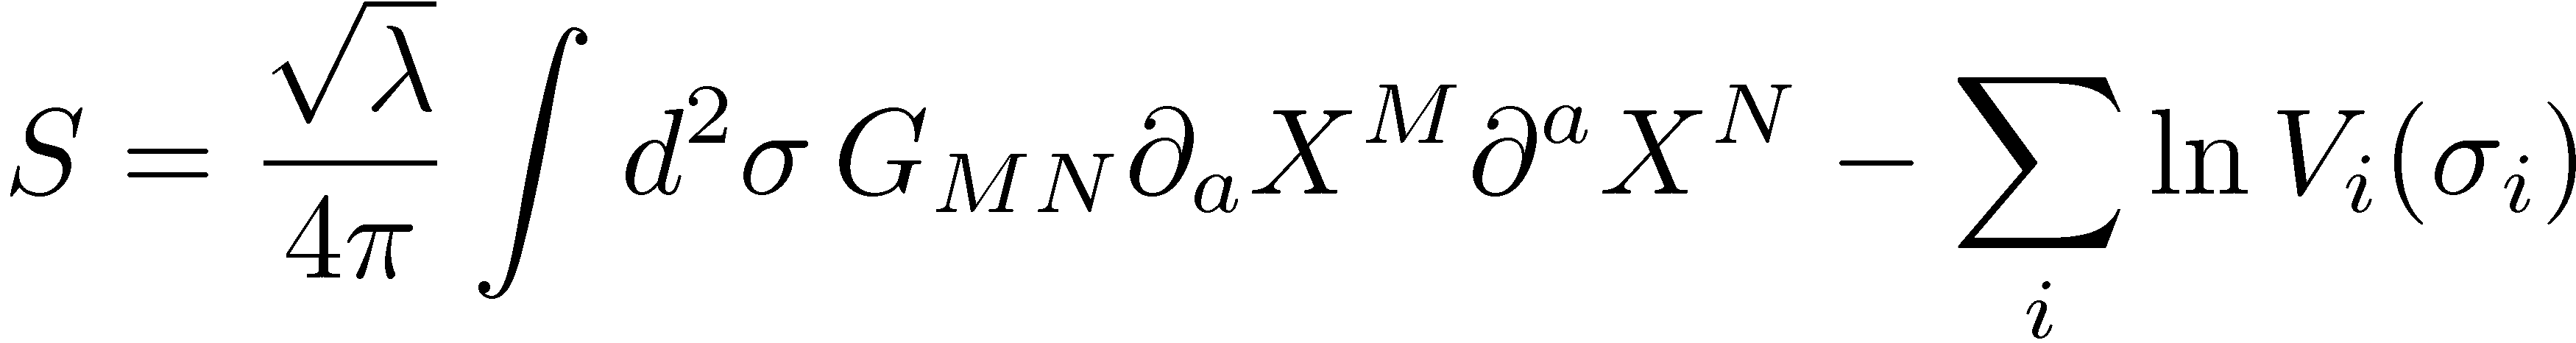 S = \frac{\sqrt{\lambda}}{4\pi} \int d^2\sigma \, G_{MN} \partial_a X^M \partial^a X^N - \sum_i \ln V_i(\sigma_i)